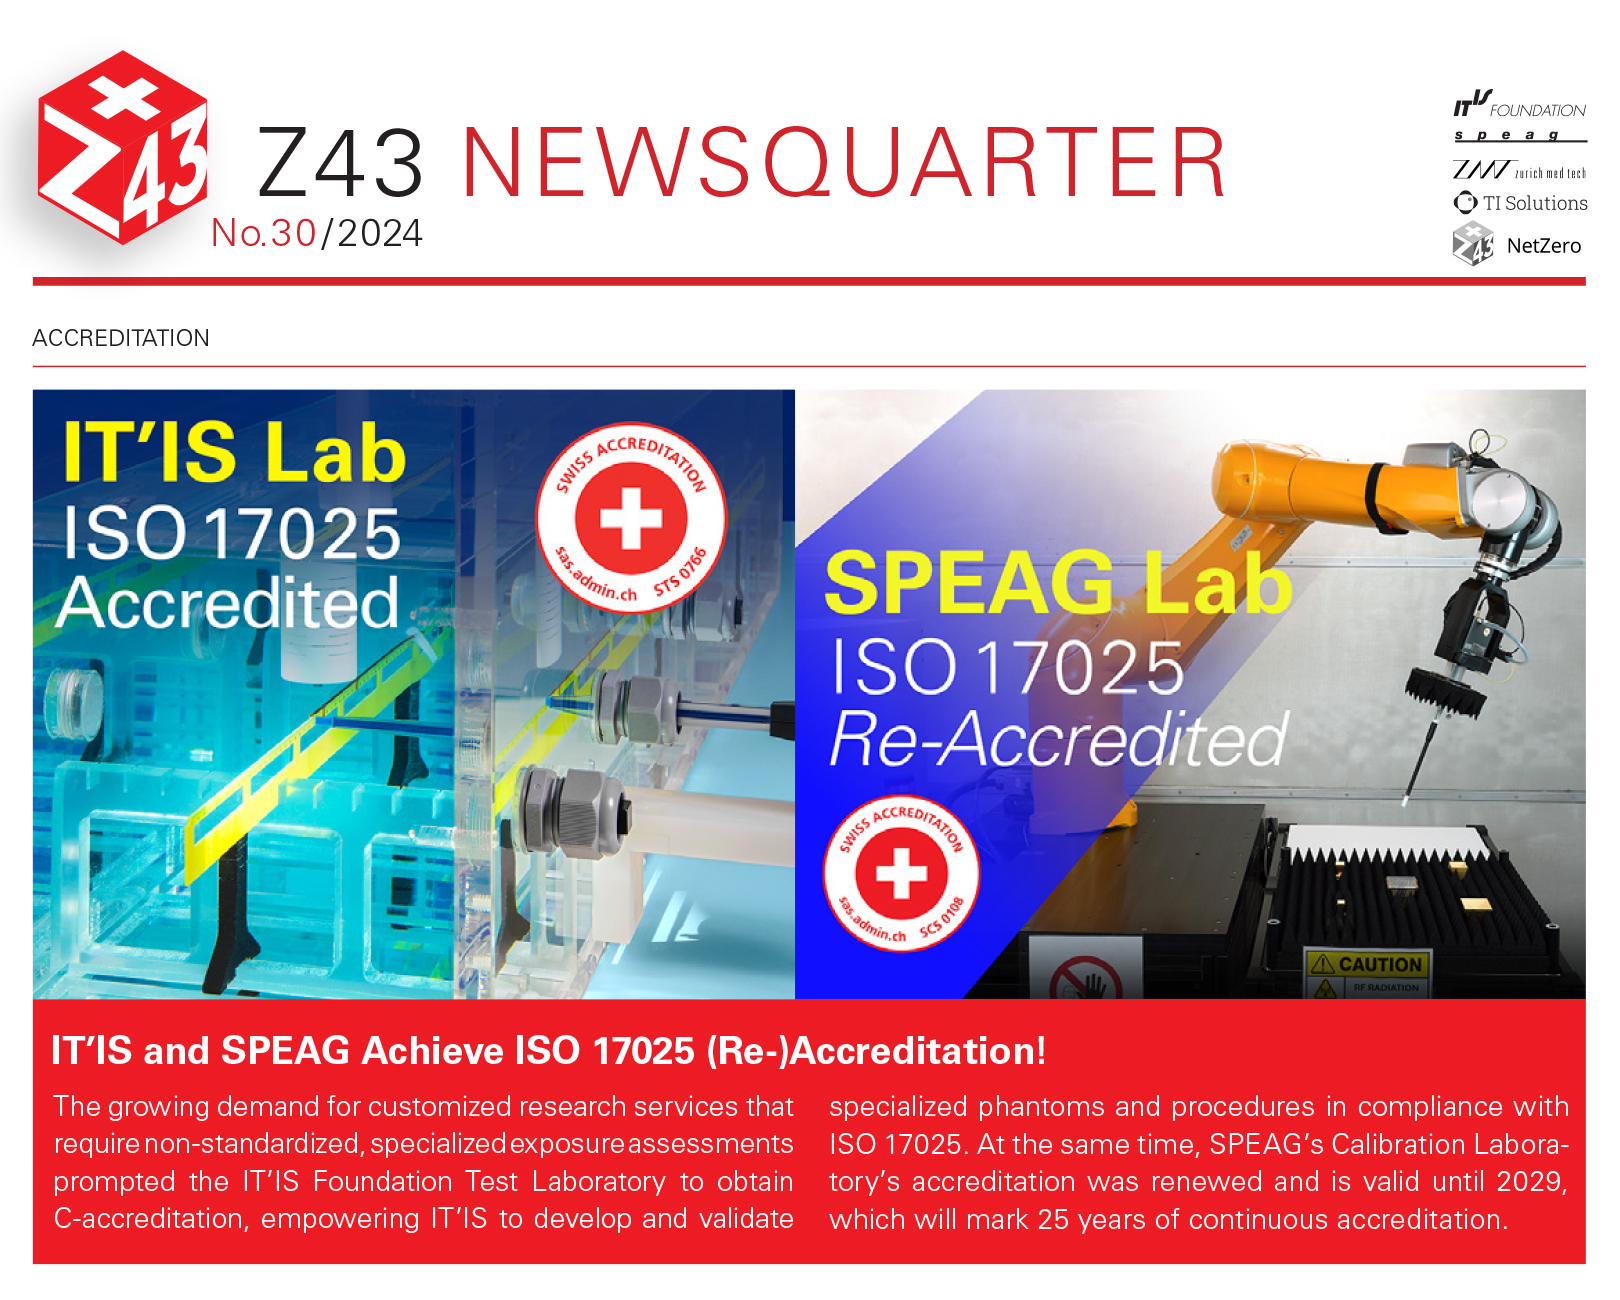 Z43
Z43 NEWSQUARTER
No.30/2024
IT'IS FOUNDATION
speag
ZMT zurich med tech
TI Solutions
Z43 NetZero
ACCREDITATION
IT'IS Lab
ISO 17025
Accredited
SWISS ACCREDITATION
sas.admin.ch STS 0766
SPEAG Lab
ISO 17025
Re-Accredited
SWISS ACCREDITATION
sas.admin.ch SCS 0108
CAUTION
RF RADIATION
IT'IS and SPEAG Achieve ISO 17025 (Re-)Accreditation!
The growing demand for customized research services that
require non-standardized, specialized exposure assessments
prompted the IT'IS Foundation Test Laboratory to obtain
C-accreditation, empowering IT'IS to develop and validate
specialized phantoms and procedures in compliance with
ISO 17025. At the same time, SPEAG's Calibration Labora-
tory's accreditation was renewed and is valid until 2029,
which will mark 25 years of continuous accreditation.